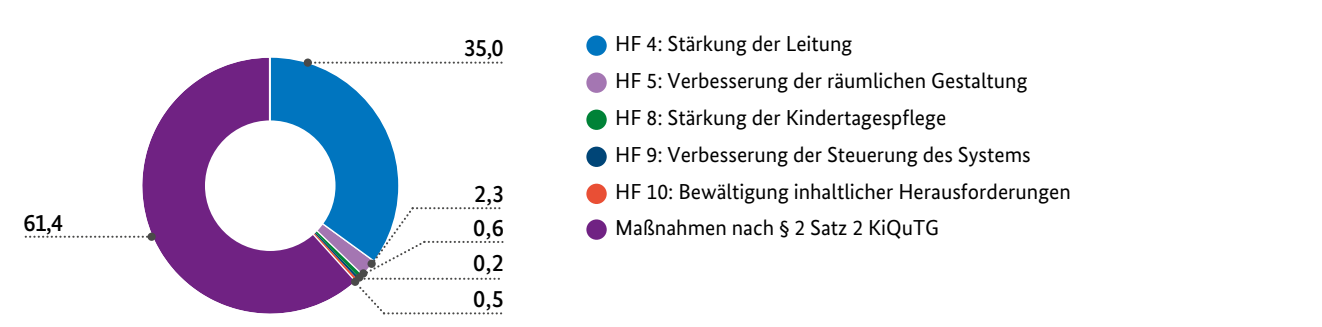 35,0
2,3
0,6
0,2
0,5
61,4
HF 4: Stärkung der Leitung
HF 5: Verbesserung der räumlichen Gestaltung
HF 8: Stärkung der Kindertagespflege
HF 9: Verbesserung der Steuerung des Systems
HF 10: Bewältigung inhaltlicher Herausforderungen
Maßnahmen nach § 2 Satz 2 KiQuTG